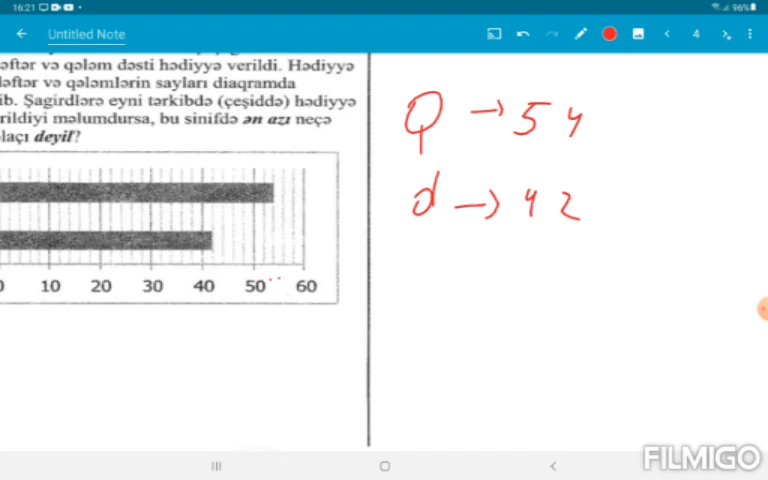 16:21
96%
Untitled Note
4
əftər və qələm dəsti hədiyyə verildi. Hədiyyə
ləftər və qələmlərin sayları diaqramda
ib. Şagirdlərə eyni tərkibdə (çeşiddə) hədiyyə
rildiyi məlumdursa, bu sinifdə ən azı neçə
laçı deyil?
0 10 20 30 40 50 60
Q → 54
d → 42
FILMIGO